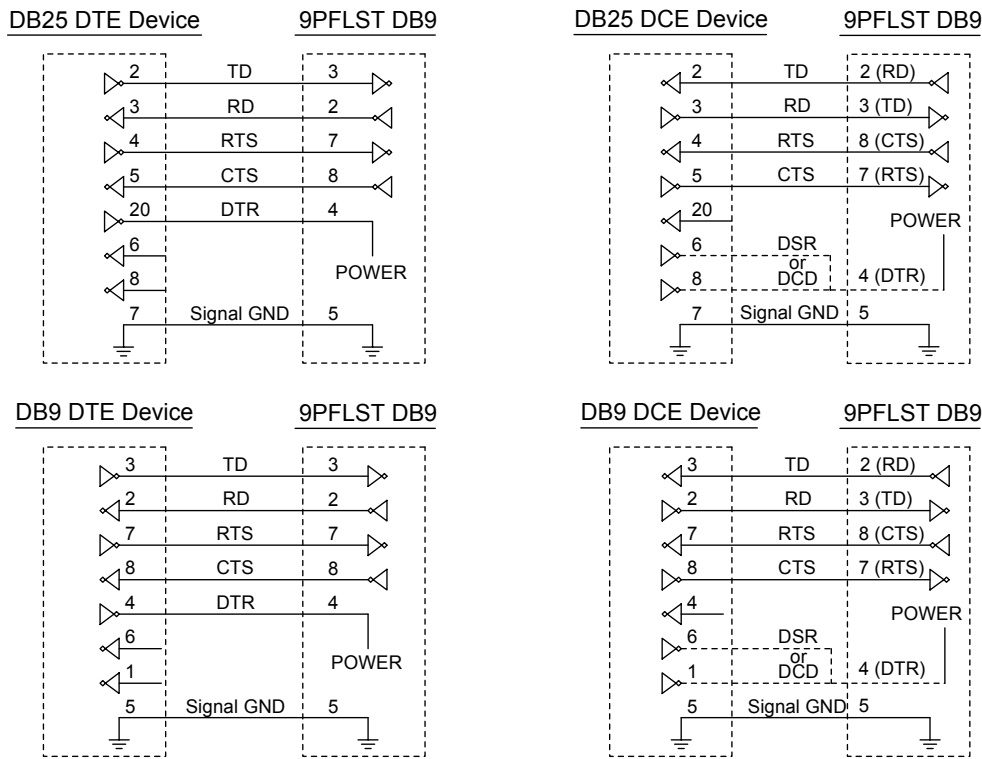 DB25 DTE Device 9PFLST DB9
2 TD 3
3 RD 2
4 RTS 7
5 CTS 8
20 DTR 4
6
POWER
8
7 Signal GND 5
DB25 DCE Device 9PFLST DB9
2 TD 2 (RD)
3 RD 3 (TD)
4 RTS 8 (CTS)
5 CTS 7 (RTS)
20 POWER
6 DSR
or
8 DCD 4 (DTR)
7 Signal GND 5
DB9 DTE Device 9PFLST DB9
3 TD 3
2 RD 2
7 RTS 7
8 CTS 8
4 DTR 4
6
POWER
1
5 Signal GND 5
DB9 DCE Device 9PFLST DB9
3 TD 2 (RD)
2 RD 3 (TD)
7 RTS 8 (CTS)
8 CTS 7 (RTS)
4 POWER
6 DSR
or
1 DCD 4 (DTR)
5 Signal GND 5